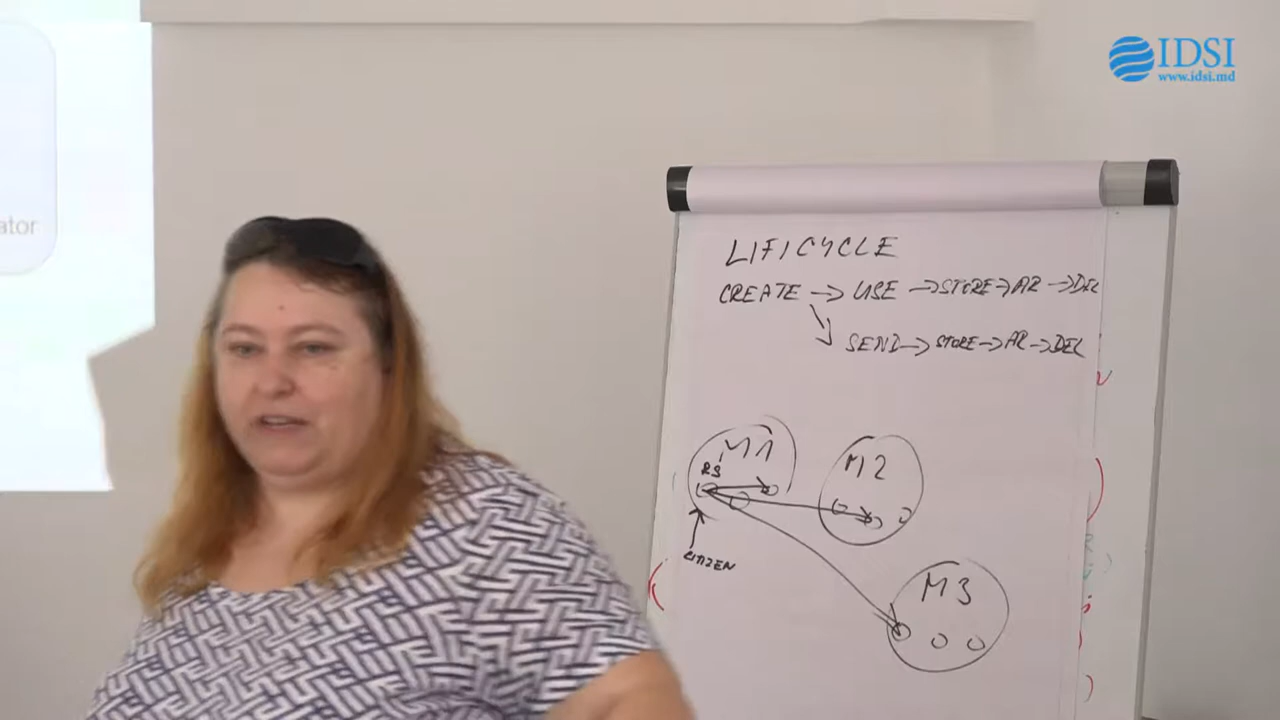 IDSI
www.idsi.md
ator
LIFICYCLE
CREATE → USE → STORE → AR → DEL
SEND → STORE → AR → DEL
M1
M2
RS
CITIZEN
M3